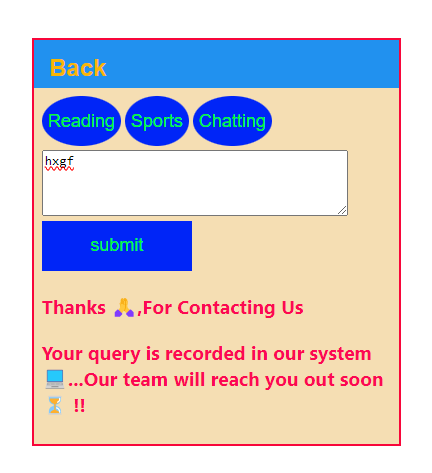 Back
Reading Sports Chatting
hxgf
submit
Thanks 🙏,For Contacting Us
Your query is recorded in our system
💻...Our team will reach you out soon
⏳ !!